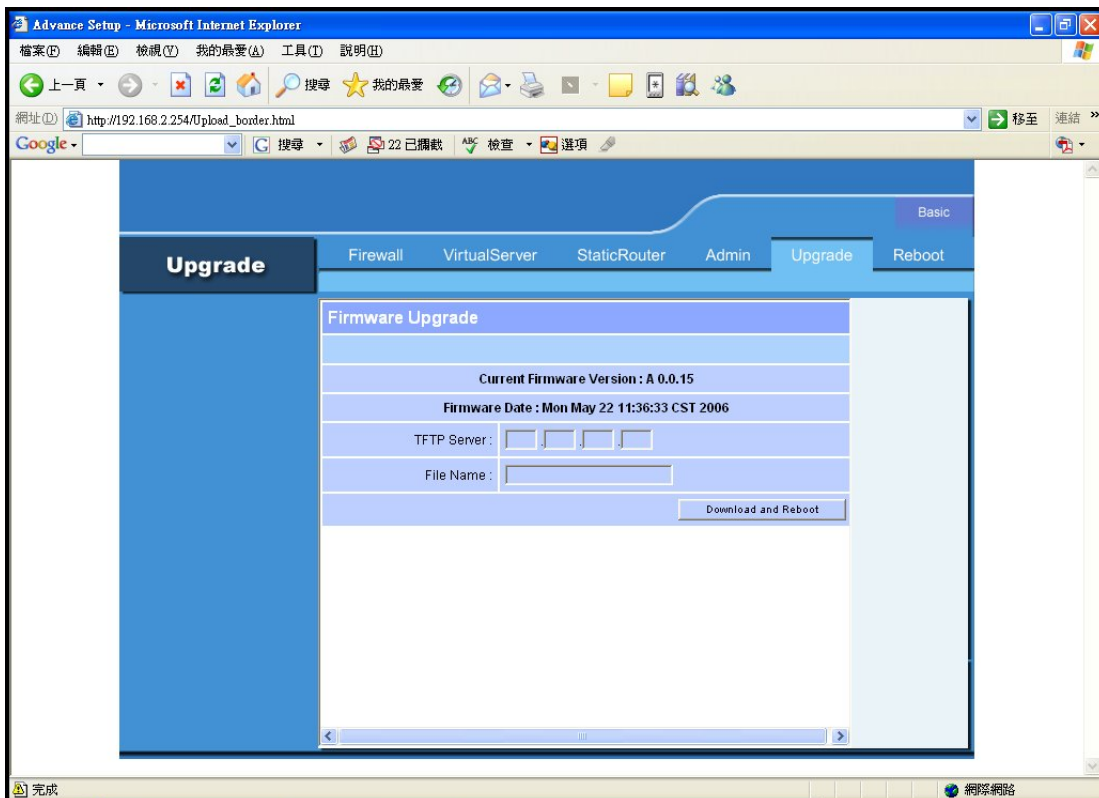 Advance Setup - Microsoft Internet Explorer
檔案(F) 編輯(E) 檢視(V) 我的最愛(A) 工具(T) 說明(H)
上一頁 搜尋 我的最愛
網址(D) http://192.168.2.254/Upload_border.html 移至 連結 »
Google G 搜尋 22 已攔截 ABC 檢查 選項
Basic
Upgrade
Firewall VirtualServer StaticRouter Admin Upgrade Reboot
Firmware Upgrade
Current Firmware Version : A 0.0.15
Firmware Date : Mon May 22 11:36:33 CST 2006
TFTP Server : . . .
File Name :
Download and Reboot
完成 網際網路